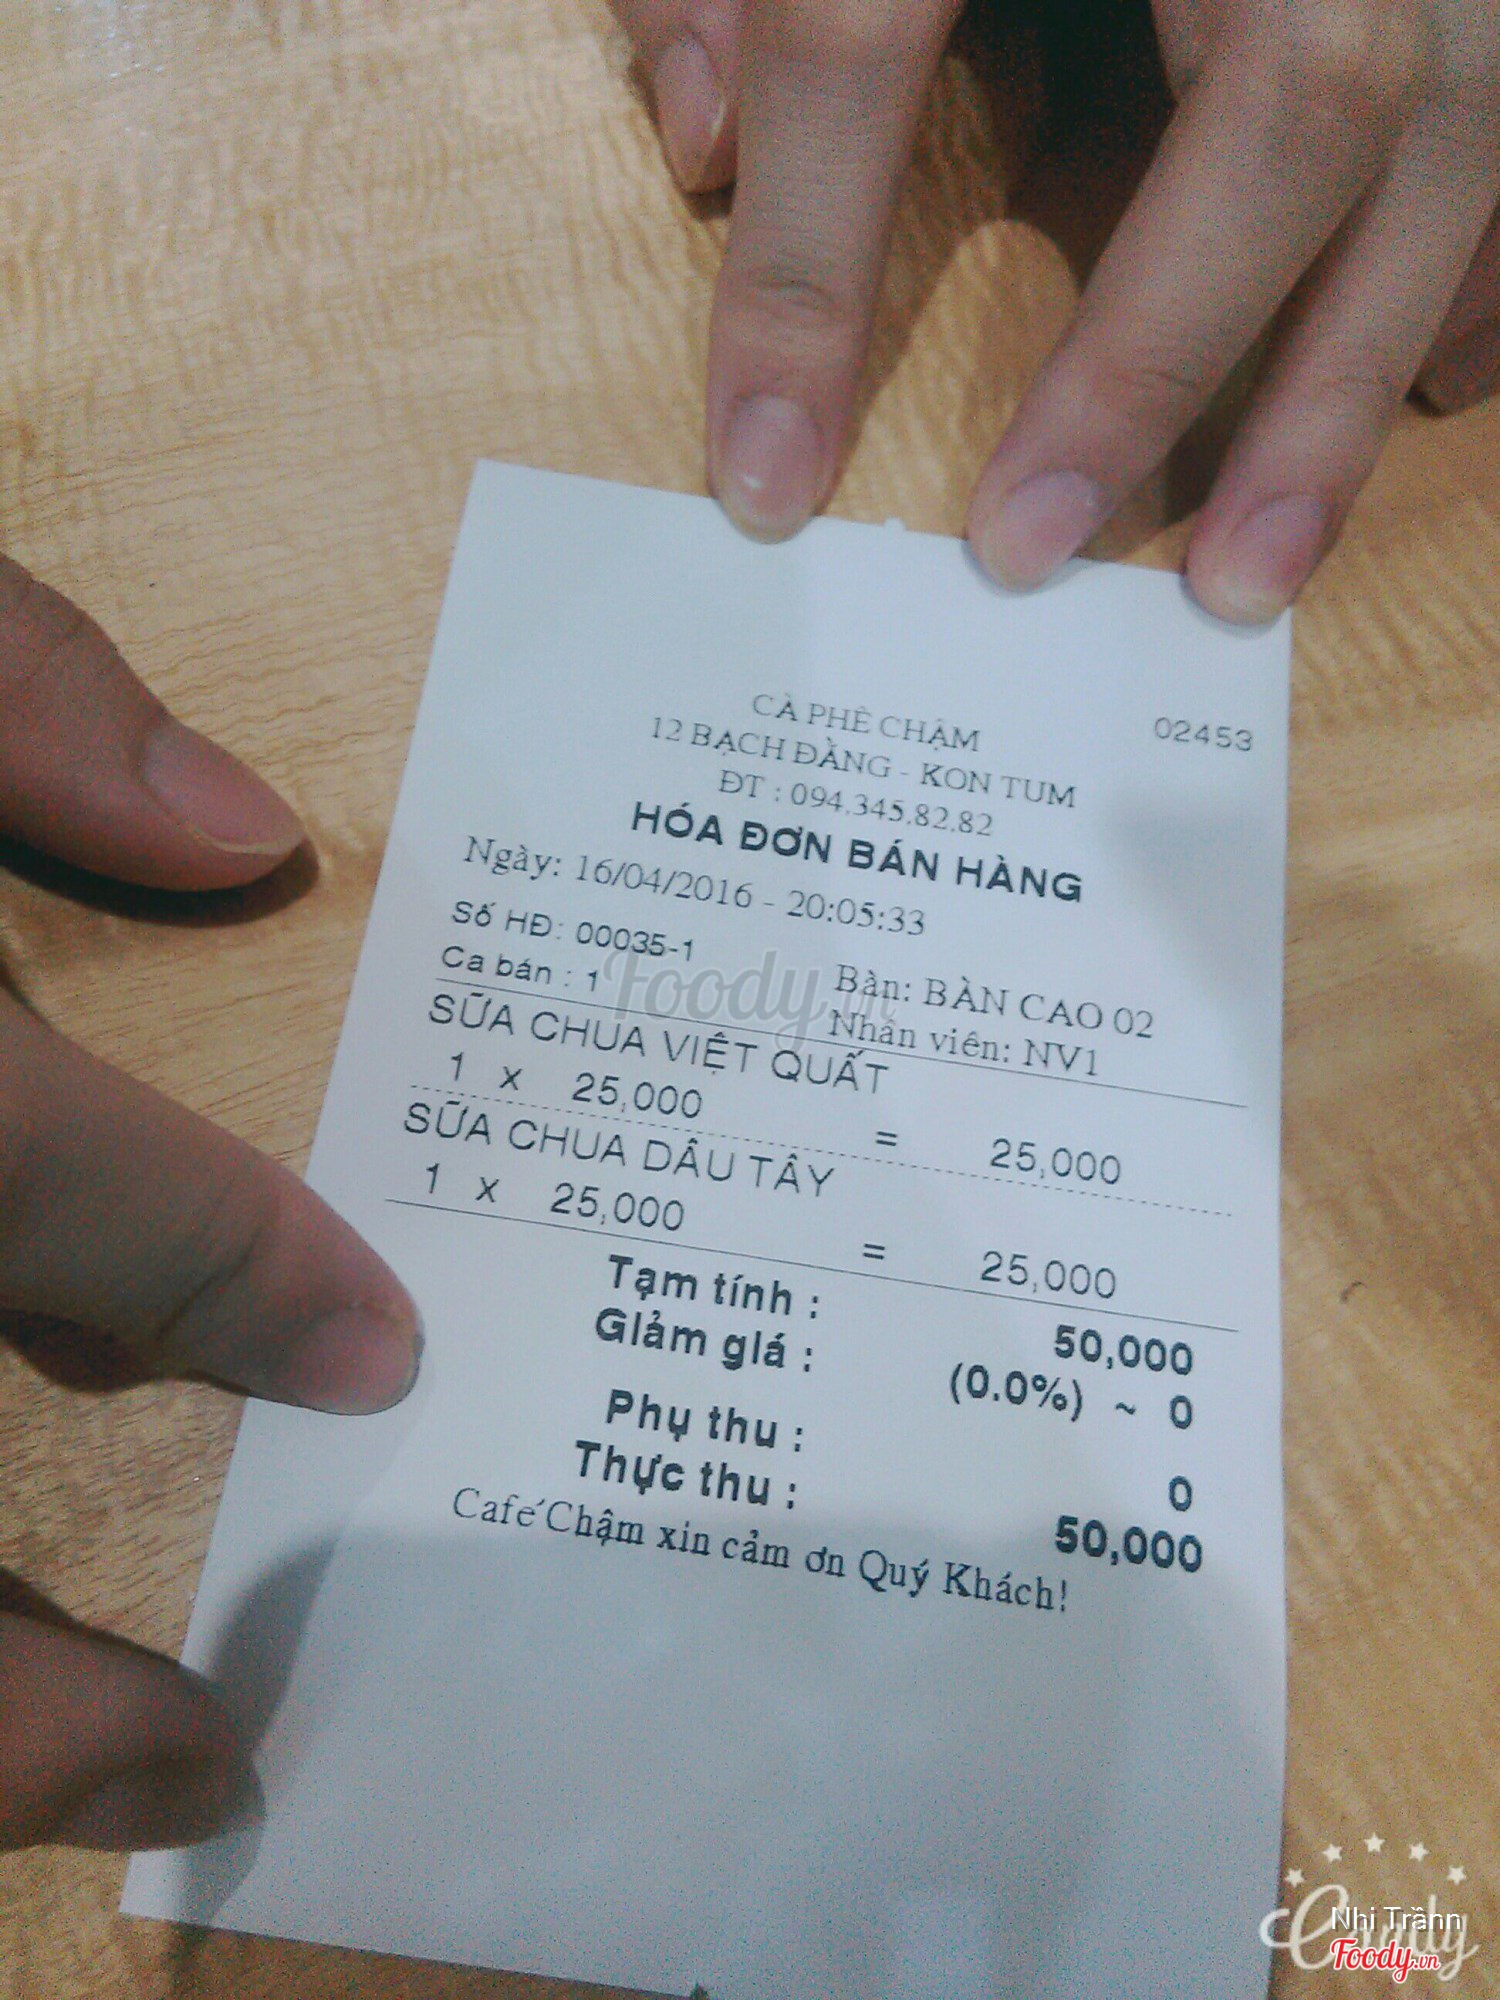 CÀ PHÊ CHẬM
02453
12 BẠCH ĐẰNG - KON TUM
ĐT : 094.345.82.82
HÓA ĐƠN BÁN HÀNG
Ngày: 16/04/2016 - 20:05:33
Số HĐ: 00035-1
Bàn: BÀN CAO 02
Ca bán : 1
Nhân viên: NV1
SỮA CHUA VIỆT QUẤT
1 x 25,000 = 25,000
SỮA CHUA DÂU TÂY
1 x 25,000 = 25,000
Tạm tính : 50,000
Giảm giá : (0.0%) ~ 0
Phụ thu : 0
Thực thu : 50,000
Café Chậm xin cảm ơn Quý Khách!
Foody.vn
Nhi Trầnn
Foody.vn